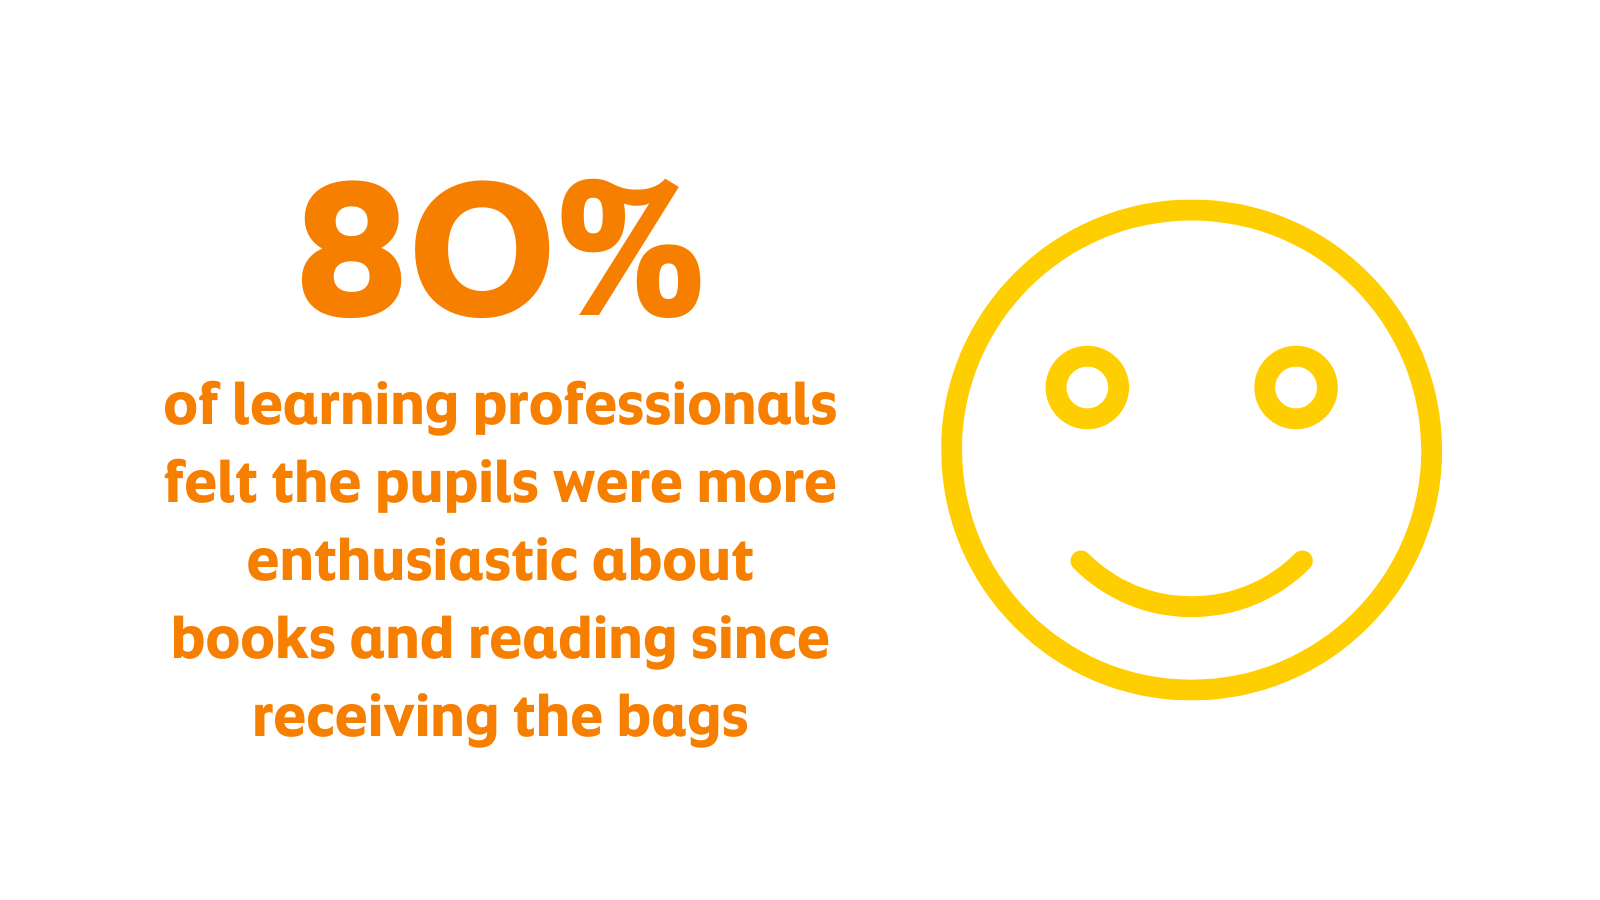 80%
of learning professionals
felt the pupils were more
enthusiastic about
books and reading since
receiving the bags